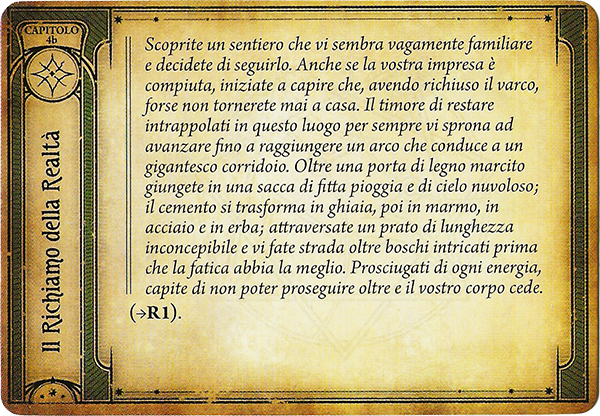 CAPITOLO
4b
Il Richiamo della Realtà
Scoprite un sentiero che vi sembra vagamente familiare
e decidete di seguirlo. Anche se la vostra impresa è
compiuta, iniziate a capire che, avendo richiuso il varco,
forse non tornerete mai a casa. Il timore di restare
intrappolati in questo luogo per sempre vi sprona ad
avanzare fino a raggiungere un arco che conduce a un
gigantesco corridoio. Oltre una porta di legno marcito
giungete in una sacca di fitta pioggia e di cielo nuvoloso;
il cemento si trasforma in ghiaia, poi in marmo, in
acciaio e in erba; attraversate un prato di lunghezza
inconcepibile e vi fate strada oltre boschi intricati prima
che la fatica abbia la meglio. Prosciugati di ogni energia,
capite di non poter proseguire oltre e il vostro corpo cede.
(→R1).